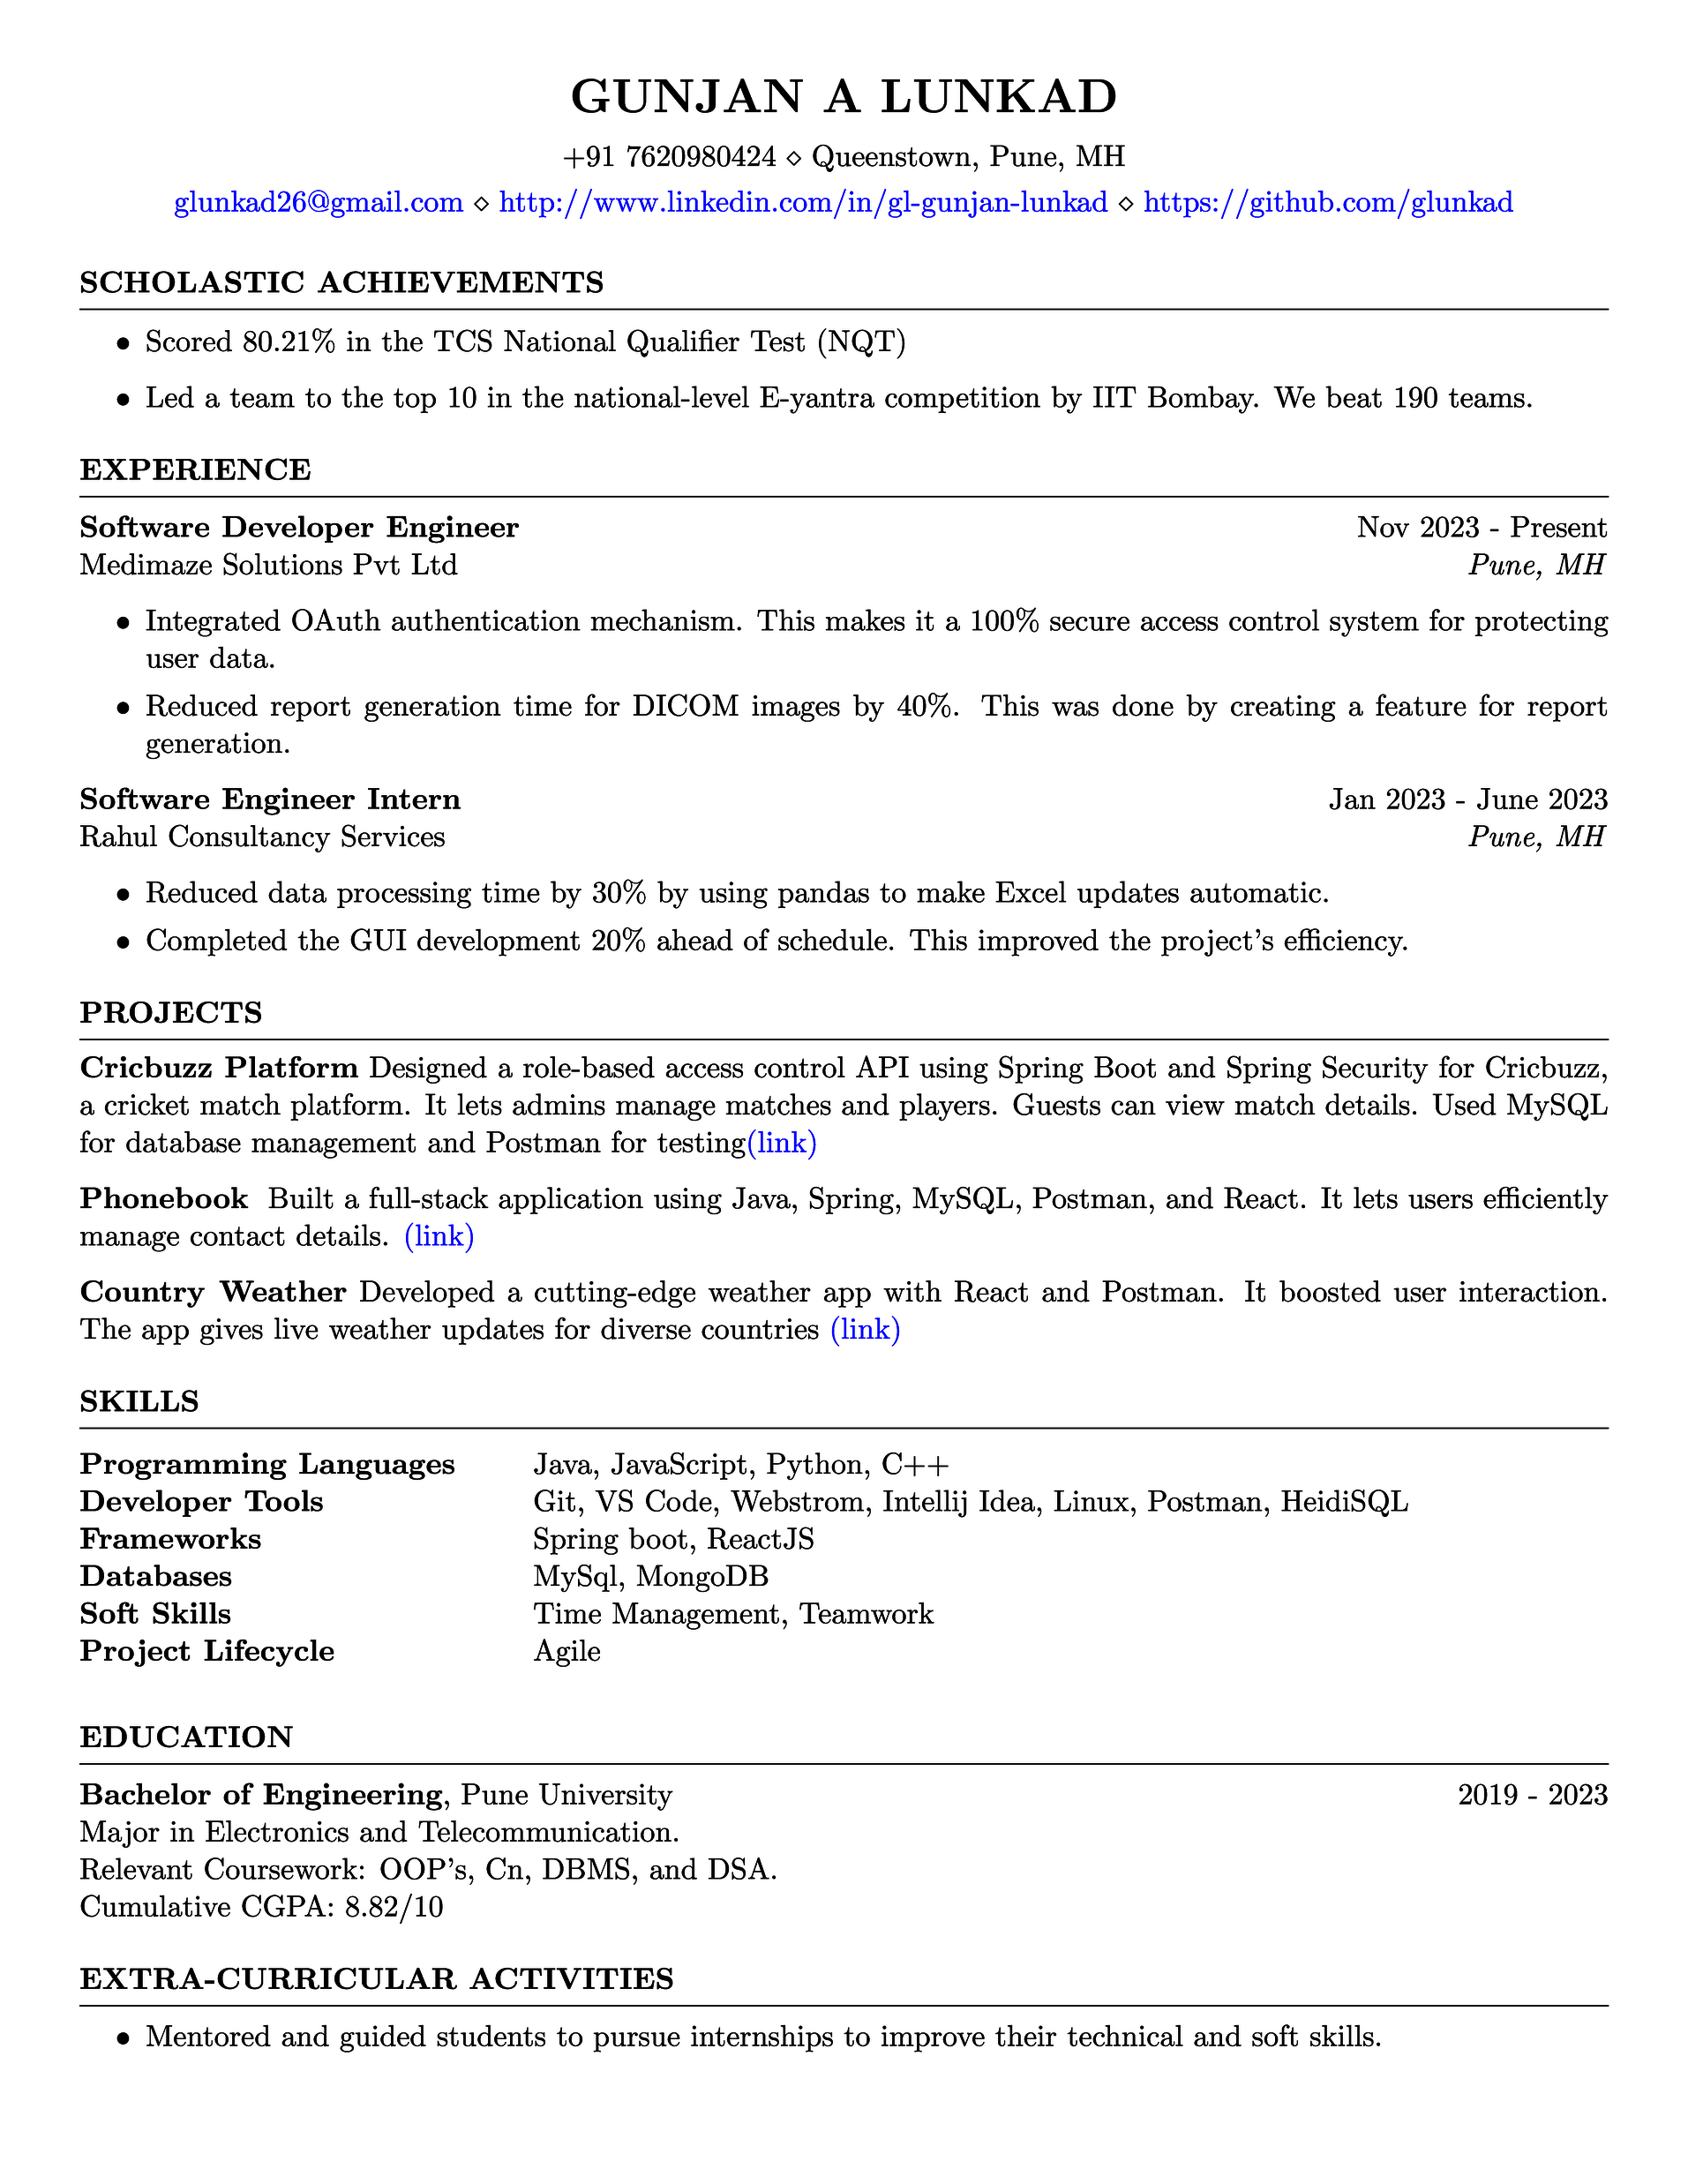 GUNJAN A LUNKAD
+91 7620980424 ⋄ Queenstown, Pune, MH
glunkad26@gmail.com ⋄ http://www.linkedin.com/in/gl-gunjan-lunkad ⋄ https://github.com/glunkad
SCHOLASTIC ACHIEVEMENTS
• Scored 80.21% in the TCS National Qualifier Test (NQT)
• Led a team to the top 10 in the national-level E-yantra competition by IIT Bombay. We beat 190 teams.
EXPERIENCE
Software Developer Engineer Nov 2023 - Present
Medimaze Solutions Pvt Ltd Pune, MH
• Integrated OAuth authentication mechanism. This makes it a 100% secure access control system for protecting
user data.
• Reduced report generation time for DICOM images by 40%. This was done by creating a feature for report
generation.
Software Engineer Intern Jan 2023 - June 2023
Rahul Consultancy Services Pune, MH
• Reduced data processing time by 30% by using pandas to make Excel updates automatic.
• Completed the GUI development 20% ahead of schedule. This improved the project's efficiency.
PROJECTS
Cricbuzz Platform Designed a role-based access control API using Spring Boot and Spring Security for Cricbuzz,
a cricket match platform. It lets admins manage matches and players. Guests can view match details. Used MySQL
for database management and Postman for testing(link)
Phonebook Built a full-stack application using Java, Spring, MySQL, Postman, and React. It lets users efficiently
manage contact details. (link)
Country Weather Developed a cutting-edge weather app with React and Postman. It boosted user interaction.
The app gives live weather updates for diverse countries (link)
SKILLS
Programming Languages Java, JavaScript, Python, C++
Developer Tools Git, VS Code, Webstrom, Intellij Idea, Linux, Postman, HeidiSQL
Frameworks Spring boot, ReactJS
Databases MySql, MongoDB
Soft Skills Time Management, Teamwork
Project Lifecycle Agile
EDUCATION
Bachelor of Engineering, Pune University 2019 - 2023
Major in Electronics and Telecommunication.
Relevant Coursework: OOP's, Cn, DBMS, and DSA.
Cumulative CGPA: 8.82/10
EXTRA-CURRICULAR ACTIVITIES
• Mentored and guided students to pursue internships to improve their technical and soft skills.